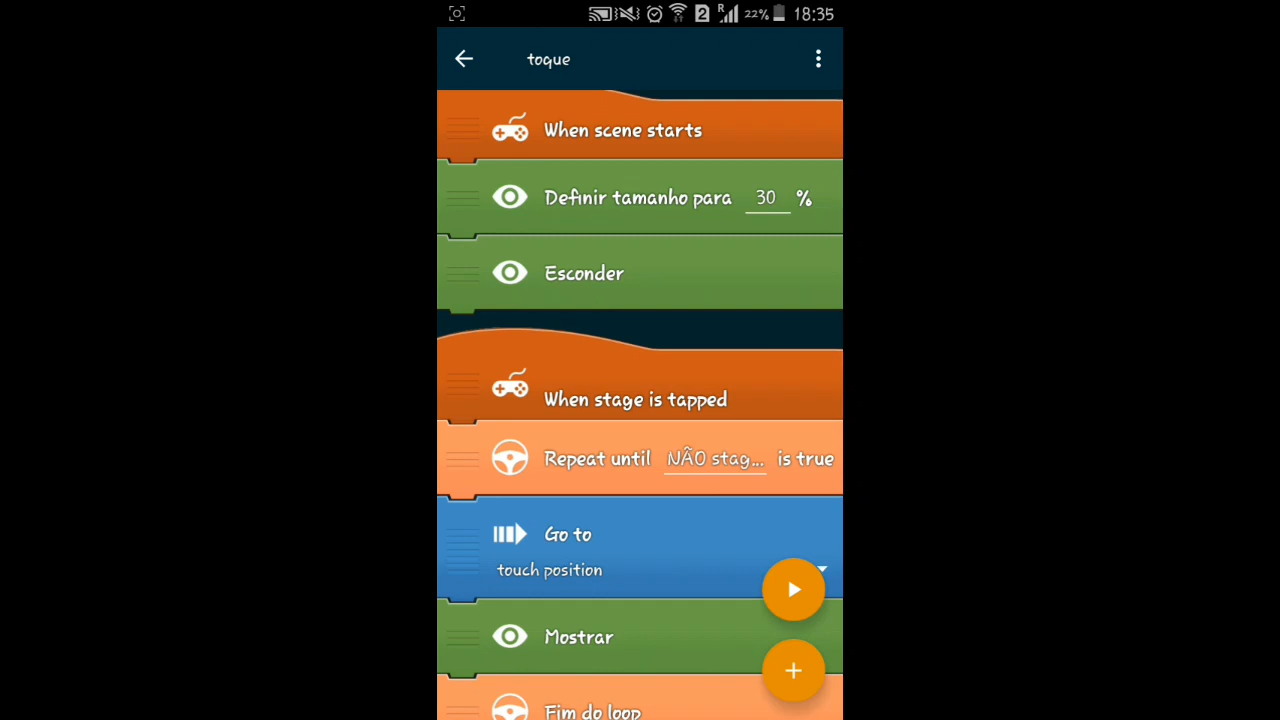 2 R 22% 18:35
toque
When scene starts
Definir tamanho para 30 %
Esconder
When stage is tapped
Repeat until NÃO stag... is true
Go to
touch position
Mostrar
Fim do loop